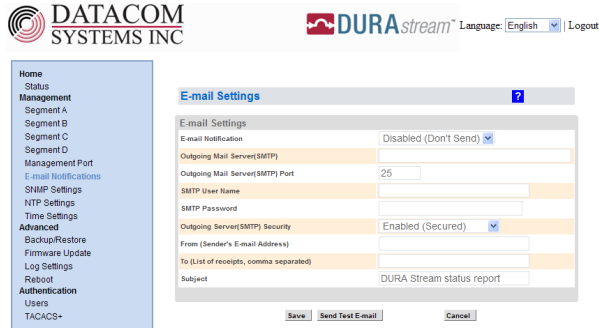 DATACOM
SYSTEMS INC
DURAstream™ Language: English | Logout
Home
Status
Management
Segment A
Segment B
Segment C
Segment D
Management Port
E-mail Notifications
SNMP Settings
NTP Settings
Time Settings
Advanced
Backup/Restore
Firmware Update
Log Settings
Reboot
Authentication
Users
TACACS+
E-mail Settings ?
E-mail Settings
E-mail Notification Disabled (Don't Send)
Outgoing Mail Server(SMTP)
Outgoing Mail Server(SMTP) Port 25
SMTP User Name
SMTP Password
Outgoing Server(SMTP) Security Enabled (Secured)
From (Sender's E-mail Address)
To (List of receipts, comma separated)
Subject DURA Stream status report
Save Send Test E-mail Cancel